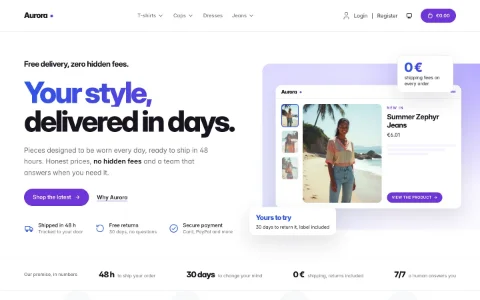 Aurora
T-shirts Caps Dresses Jeans
Login | Register
€0.00
Free delivery, zero hidden fees.
Your style,
delivered in days.
Pieces designed to be worn every day, ready to ship in 48
hours. Honest prices, no hidden fees and a team that
answers when you need it.
Shop the latest →
Why Aurora
Shipped in 48 h
Tracked to your door
Free returns
30 days, no questions
Secure payment
Card, PayPal and more
0 €
shipping fees on
every order
Aurora
NEW IN
Summer Zephyr
Jeans
€6.01
VIEW THE PRODUCT →
Yours to try
30 days to return it, label included
Our promise, in numbers.
48 h to ship your order
30 days to change your mind
0 € shipping, returns included
7/7 a human answers you